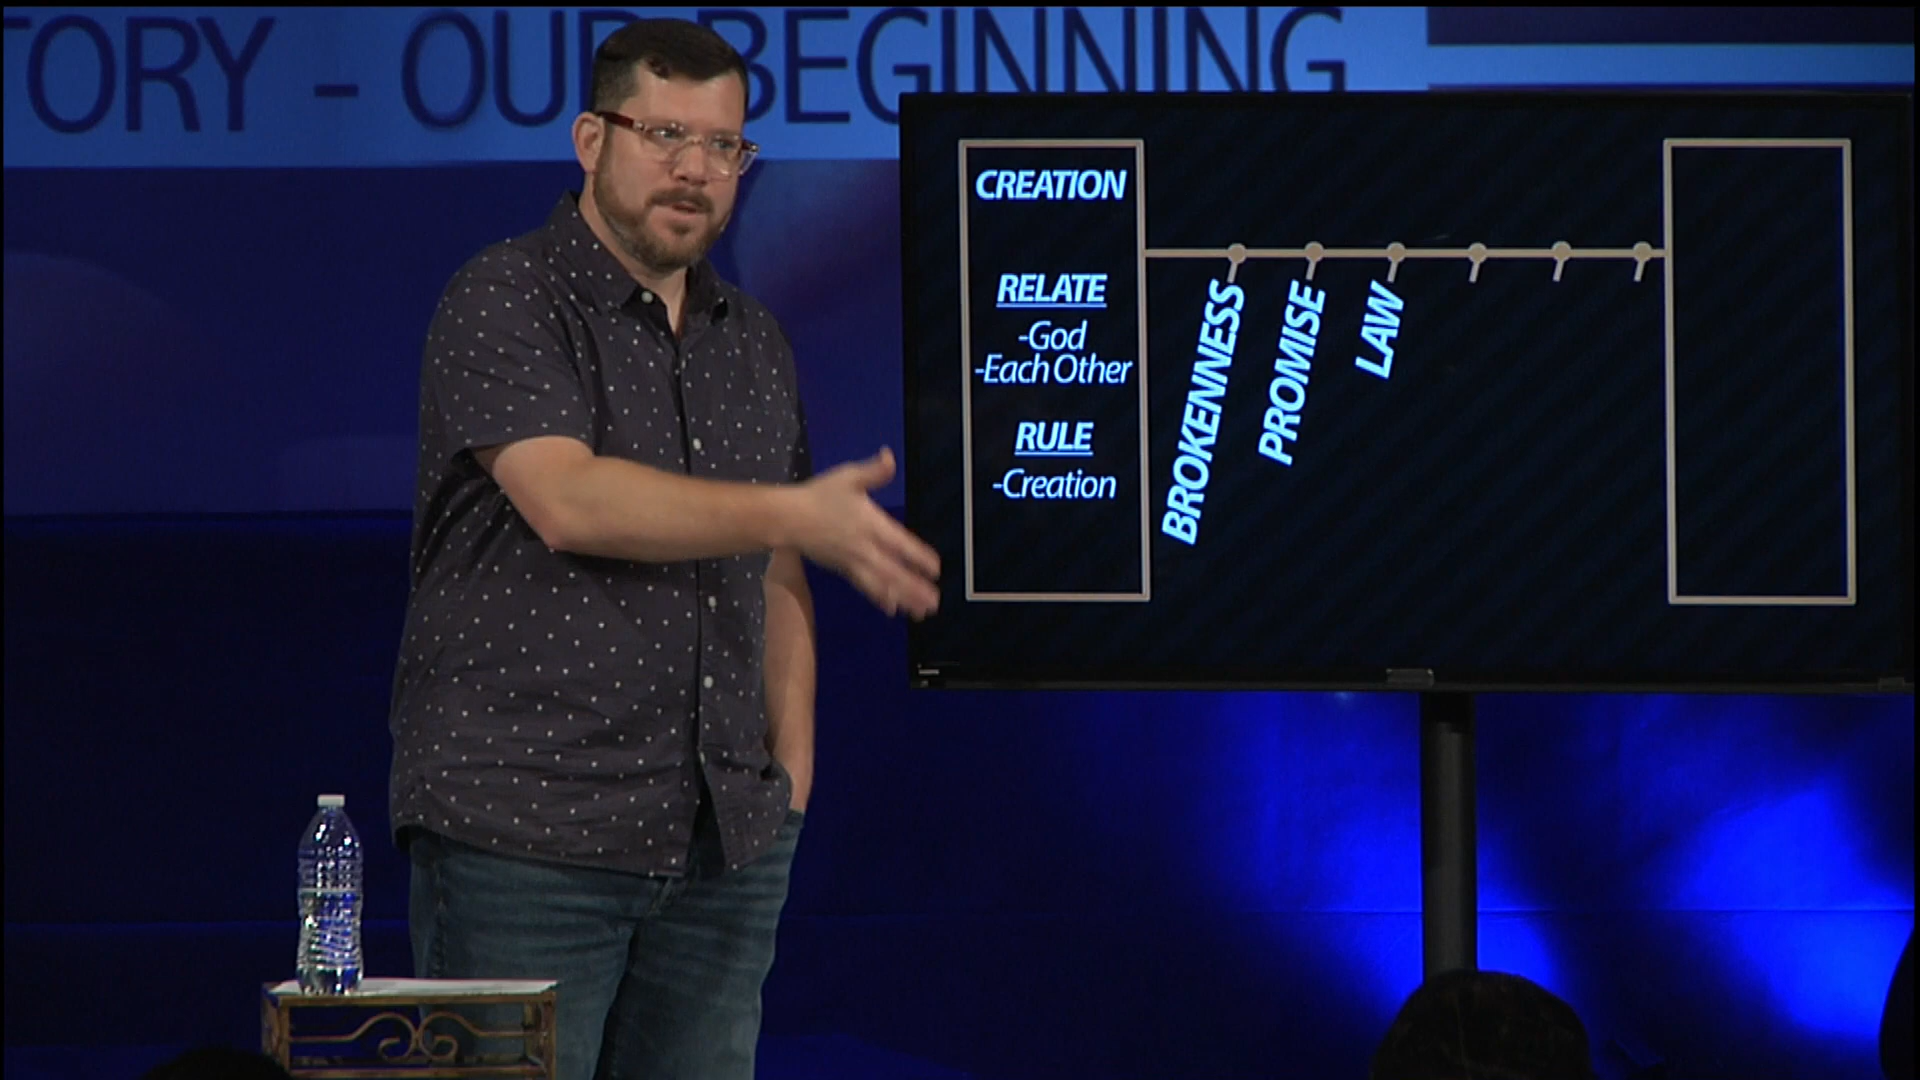 TORY - OUR BEGINNING
CREATION
RELATE
-God
-Each Other
RULE
-Creation
BROKENNESS
PROMISE
LAW